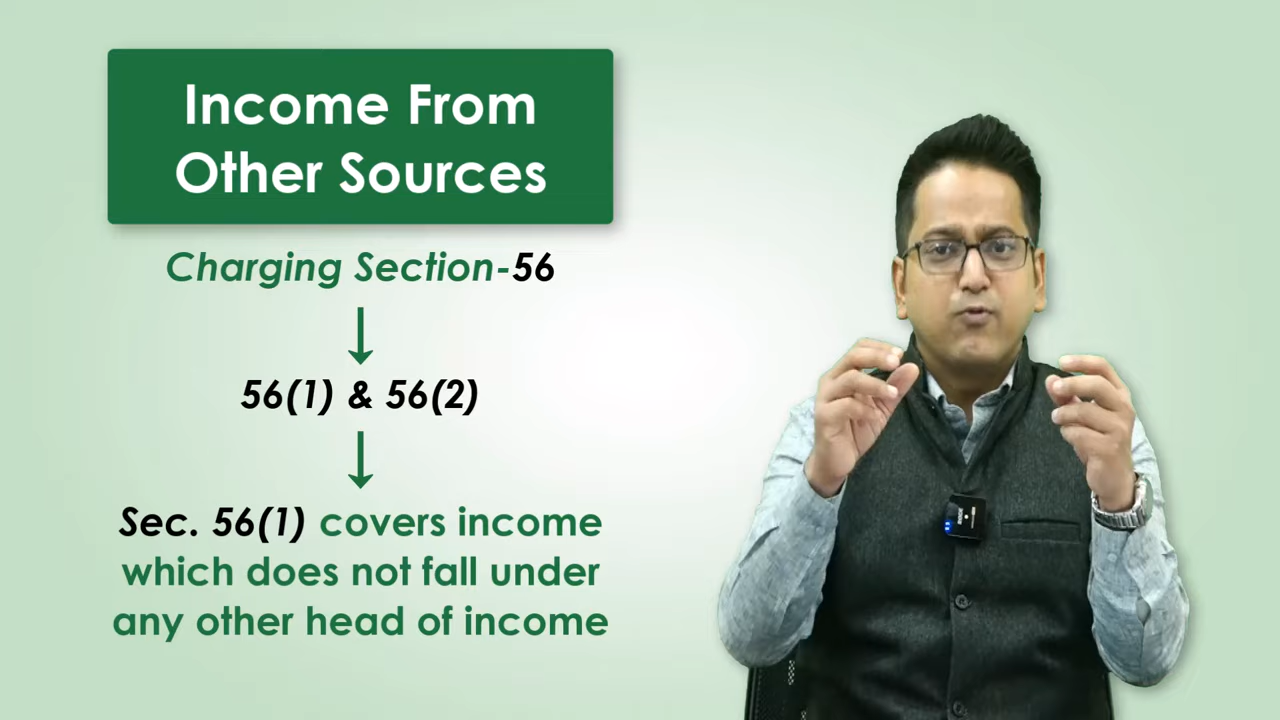 Income From
Other Sources
Charging Section-56
56(1) & 56(2)
Sec. 56(1) covers income
which does not fall under
any other head of income